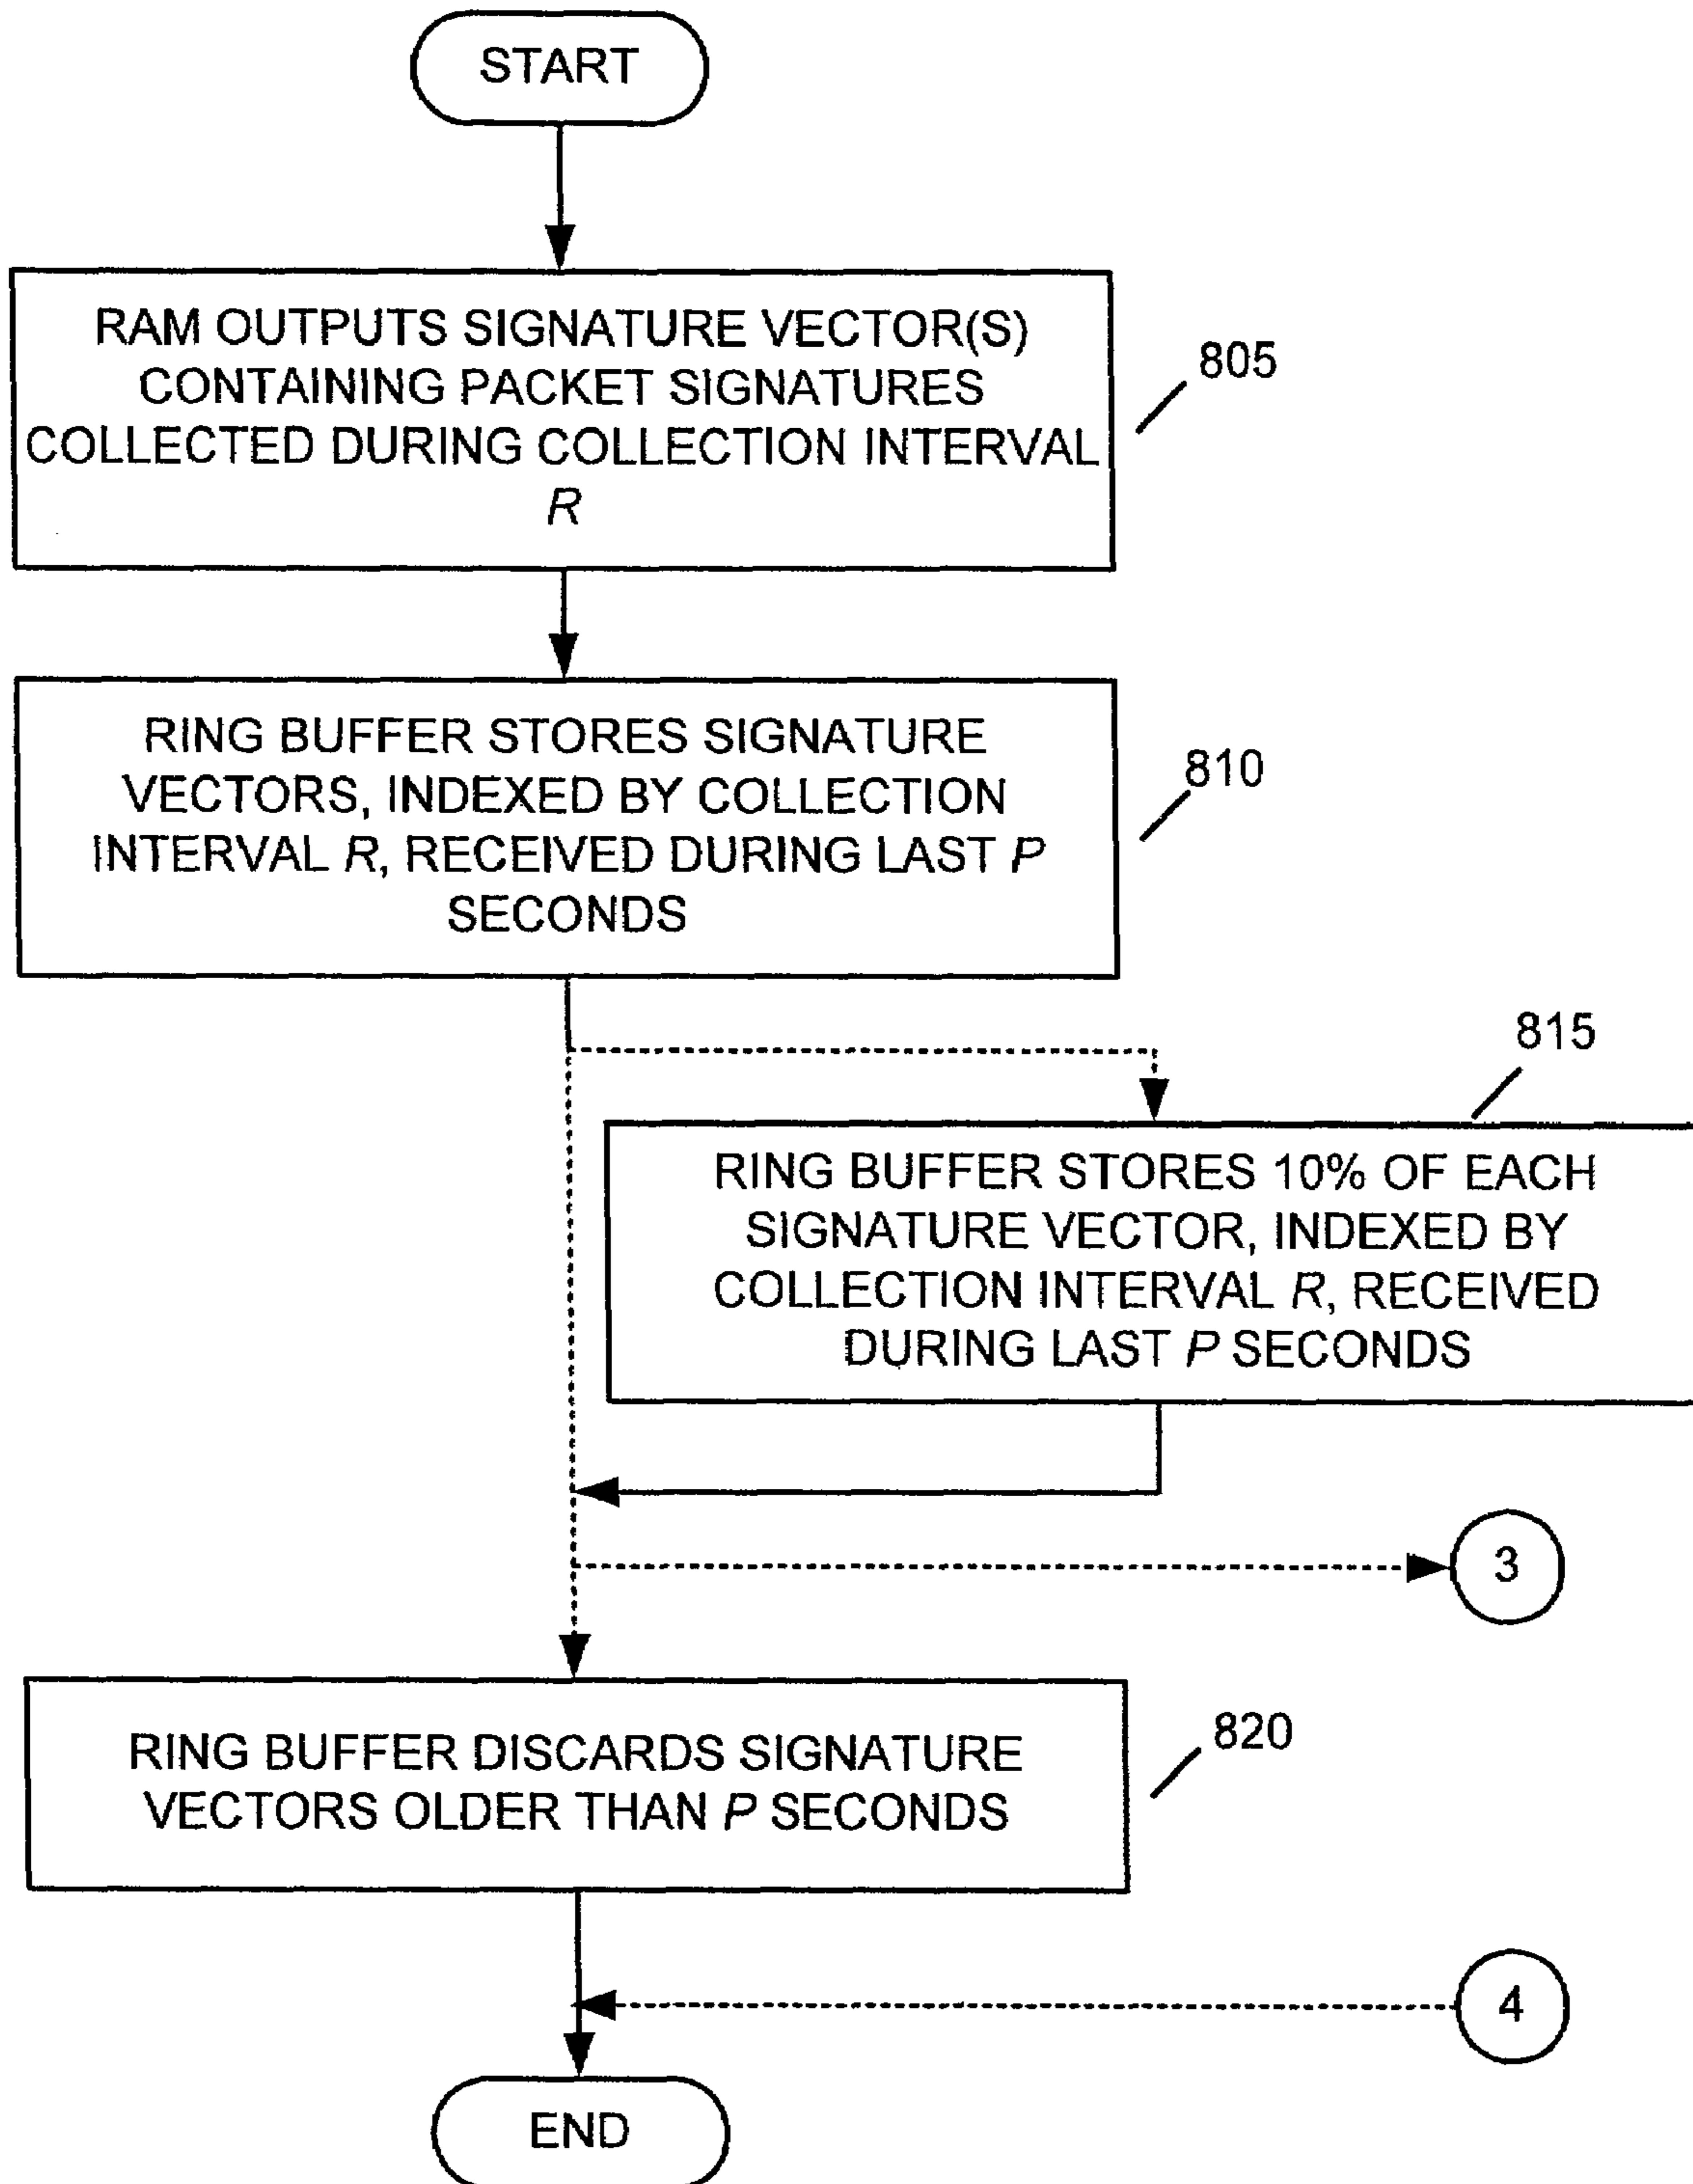 START
RAM OUTPUTS SIGNATURE VECTOR(S)
CONTAINING PACKET SIGNATURES
COLLECTED DURING COLLECTION INTERVAL
R
805
RING BUFFER STORES SIGNATURE
VECTORS, INDEXED BY COLLECTION
INTERVAL R, RECEIVED DURING LAST P
SECONDS
810
815
RING BUFFER STORES 10% OF EACH
SIGNATURE VECTOR, INDEXED BY
COLLECTION INTERVAL R, RECEIVED
DURING LAST P SECONDS
3
RING BUFFER DISCARDS SIGNATURE
VECTORS OLDER THAN P SECONDS
820
4
END